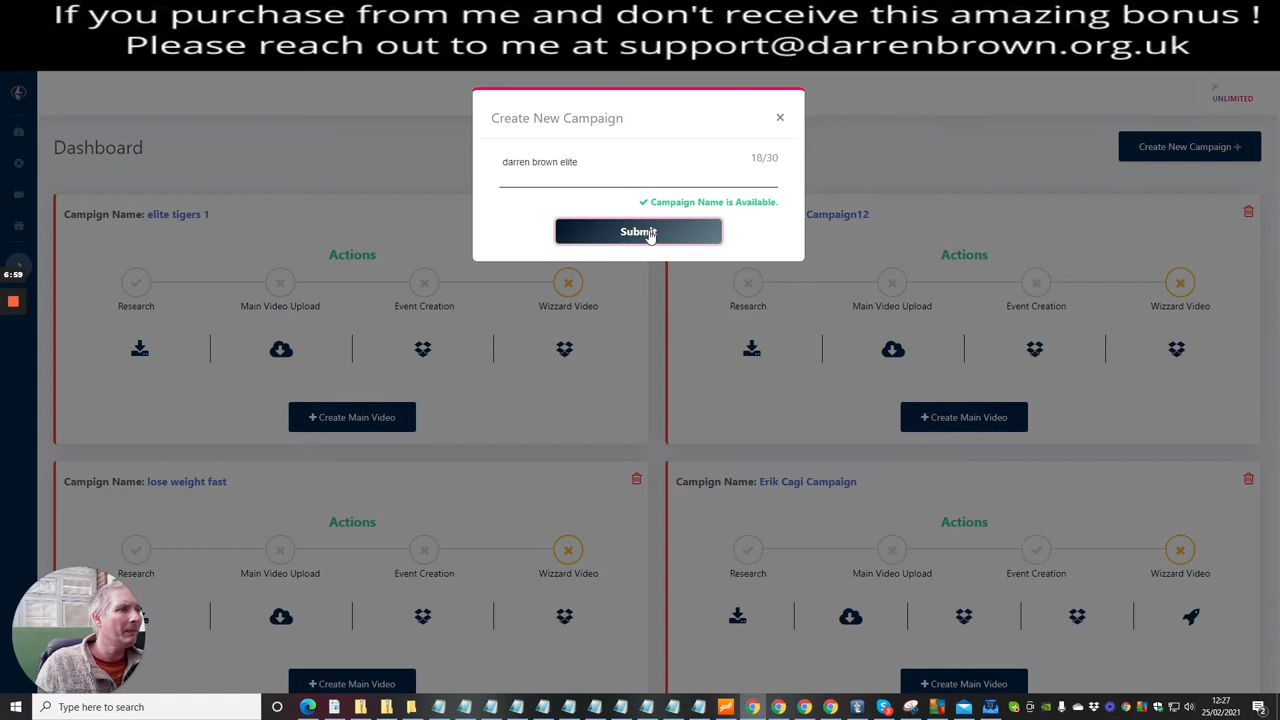 If you purchase from me and don't receive this amazing bonus !
Please reach out to me at support@darrenbrown.org.uk
UNLIMITED
Dashboard
Create New Campaign +
Create New Campaign ×
darren brown elite
18/30
✔ Campaign Name is Available.
Submit
6:59
Campign Name: elite tigers 1
Actions
Research
Main Video Upload
Event Creation
Wizzard Video
+ Create Main Video
Campaign12
Actions
Research
Main Video Upload
Event Creation
Wizzard Video
+ Create Main Video
Campign Name: lose weight fast
Actions
Research
Main Video Upload
Event Creation
Wizzard Video
+ Create Main Video
Campign Name: Erik Cagi Campaign
Actions
Research
Main Video Upload
Event Creation
Wizzard Video
+ Create Main Video
Type here to search
12:27
25/02/2021